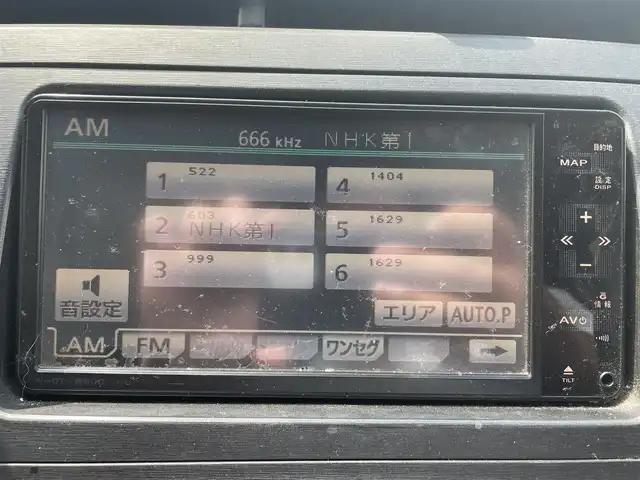 AM
666 kHz NHK第1
1 522
4 1404
2 603 NHK第1
5 1629
3 999
6 1629
音設定
エリア AUTO.P
AM FM ワンセグ
目的地
MAP
設定
DISP
情報
AV
TILT